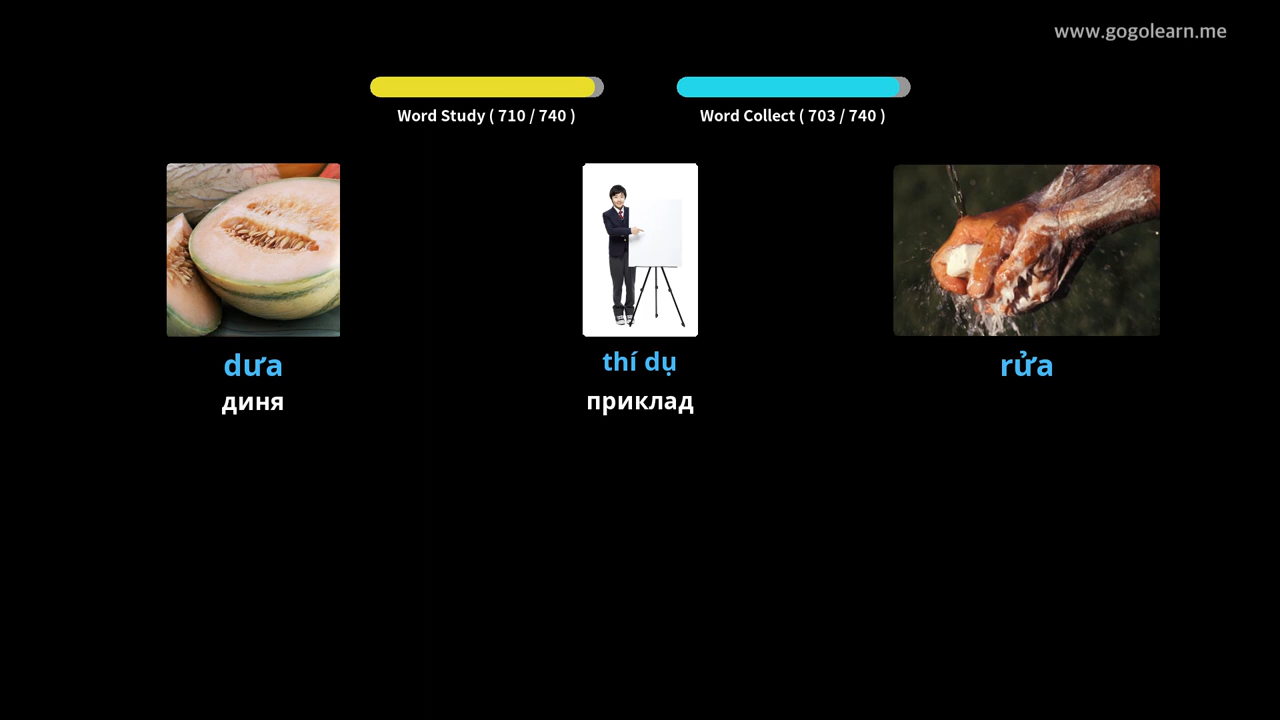 www.gogolearn.me
Word Study ( 710 / 740 )
Word Collect ( 703 / 740 )
dưa
диня
thí dụ
приклад
rửa